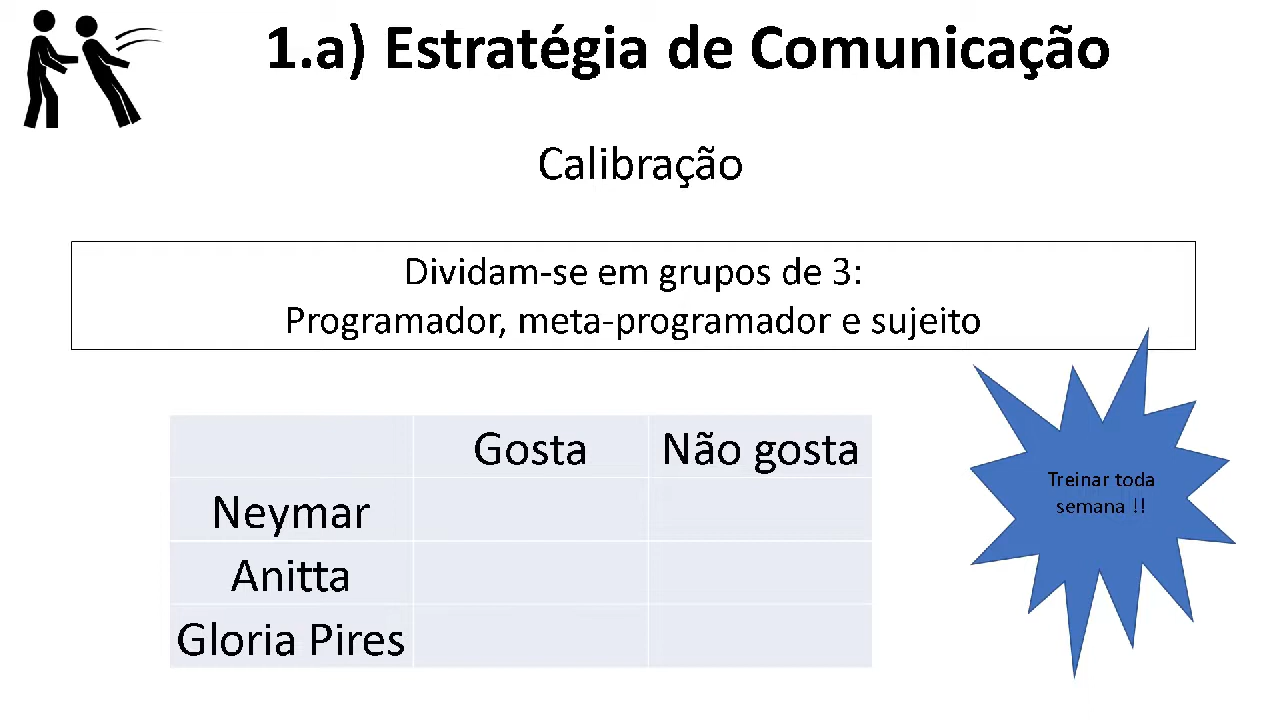 1.a) Estratégia de Comunicação
Calibração
Dividam-se em grupos de 3:
Programador, meta-programador e sujeito
Gosta Não gosta
Neymar
Anitta
Gloria Pires
Treinar toda
semana !!